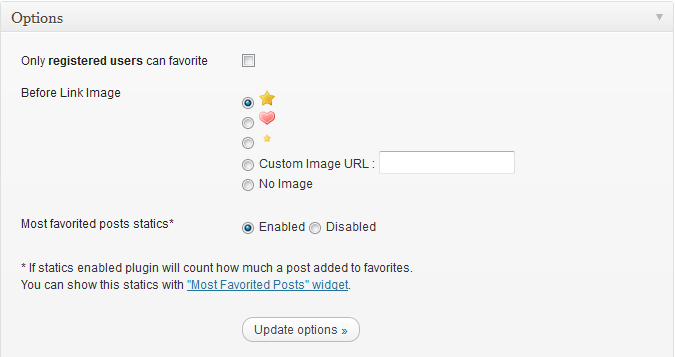 Options
Only registered users can favorite
Before Link Image
Custom Image URL :
No Image
Most favorited posts statics*
Enabled Disabled
* If statics enabled plugin will count how much a post added to favorites.
You can show this statics with "Most Favorited Posts" widget.
Update options »